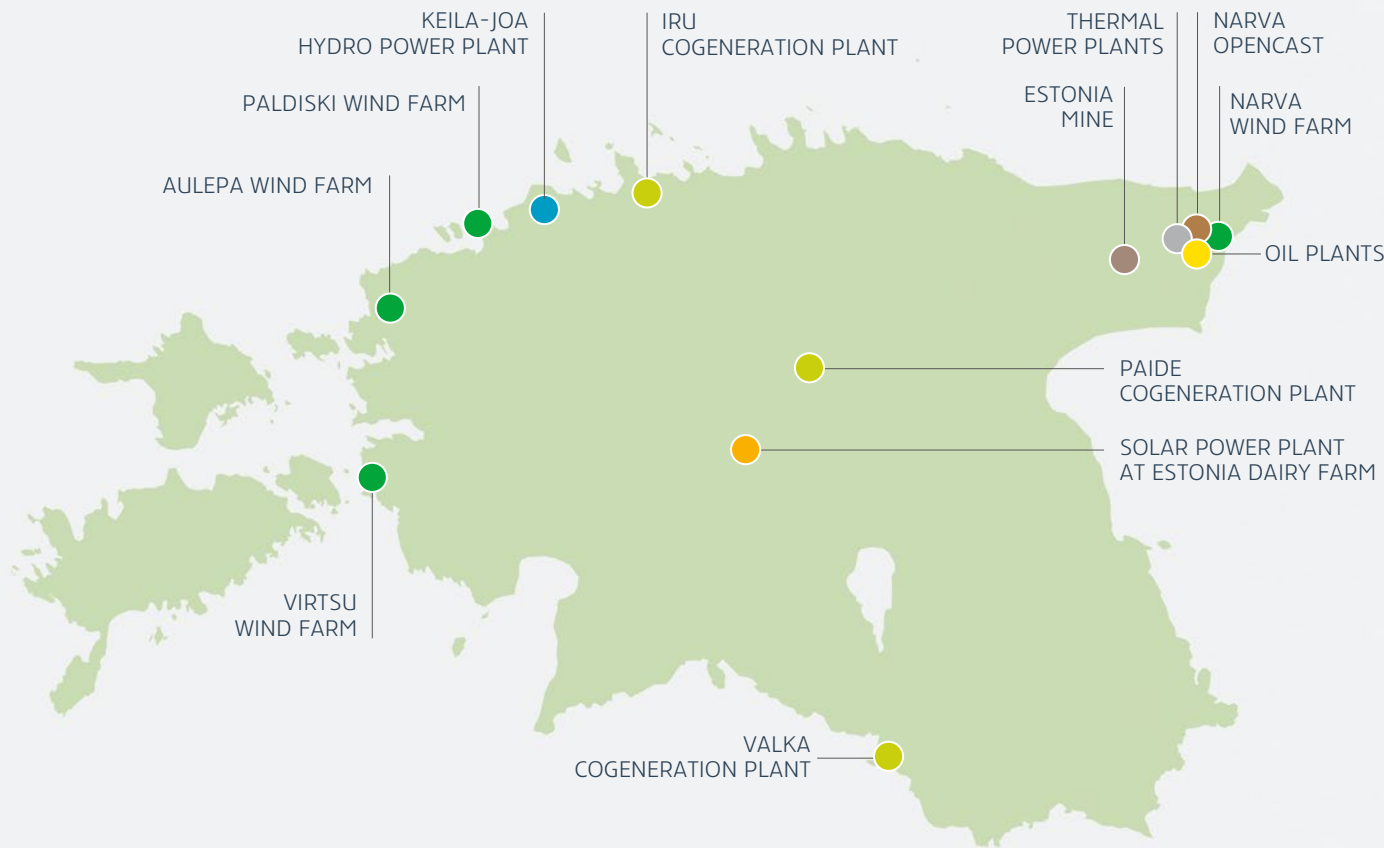 KEILA-JOA
HYDRO POWER PLANT
IRU
COGENERATION PLANT
THERMAL
POWER PLANTS
NARVA
OPENCAST
PALDISKI WIND FARM
ESTONIA
MINE
NARVA
WIND FARM
AULEPA WIND FARM
OIL PLANTS
PAIDE
COGENERATION PLANT
SOLAR POWER PLANT
AT ESTONIA DAIRY FARM
VIRTSU
WIND FARM
VALKA
COGENERATION PLANT